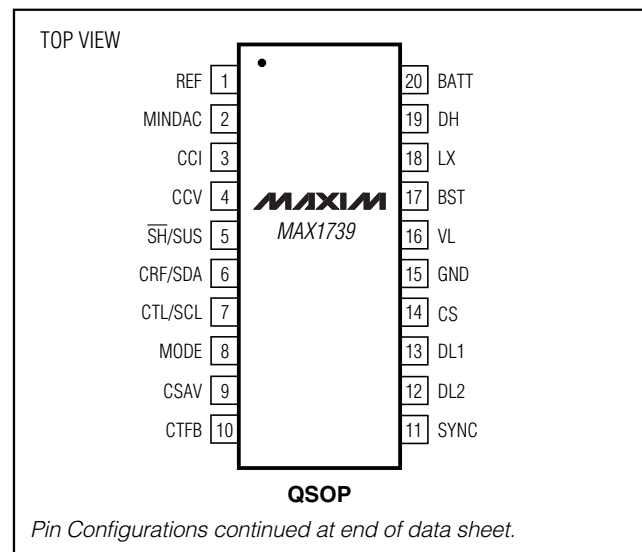 TOP VIEW
REF 1
MINDAC 2
CCI 3
CCV 4
S̅H̅/SUS 5
CRF/SDA 6
CTL/SCL 7
MODE 8
CSAV 9
CTFB 10
MAXIM
MAX1739
20 BATT
19 DH
18 LX
17 BST
16 VL
15 GND
14 CS
13 DL1
12 DL2
11 SYNC
QSOP
Pin Configurations continued at end of data sheet.